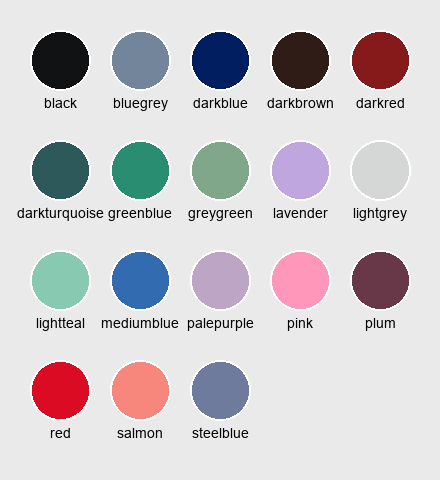 black bluegrey darkblue darkbrown darkred
darkturquoise greenblue greygreen lavender lightgrey
lightteal mediumblue palepurple pink plum
red salmon steelblue